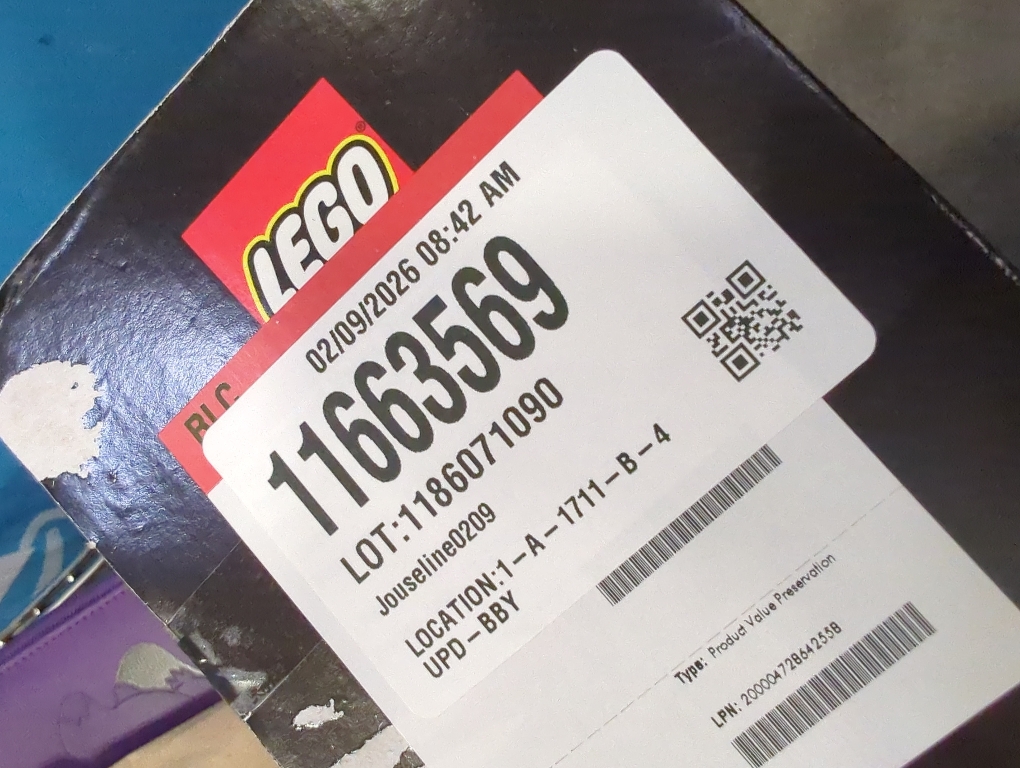 LEGO®
02/09/2026 08:42 AM
11663569
LOT:1186071090
Jouseline0209
LOCATION:1-A-1711-B-4
UPD-BBY
Type: Product Value Preservation
LPN: 200004728642558